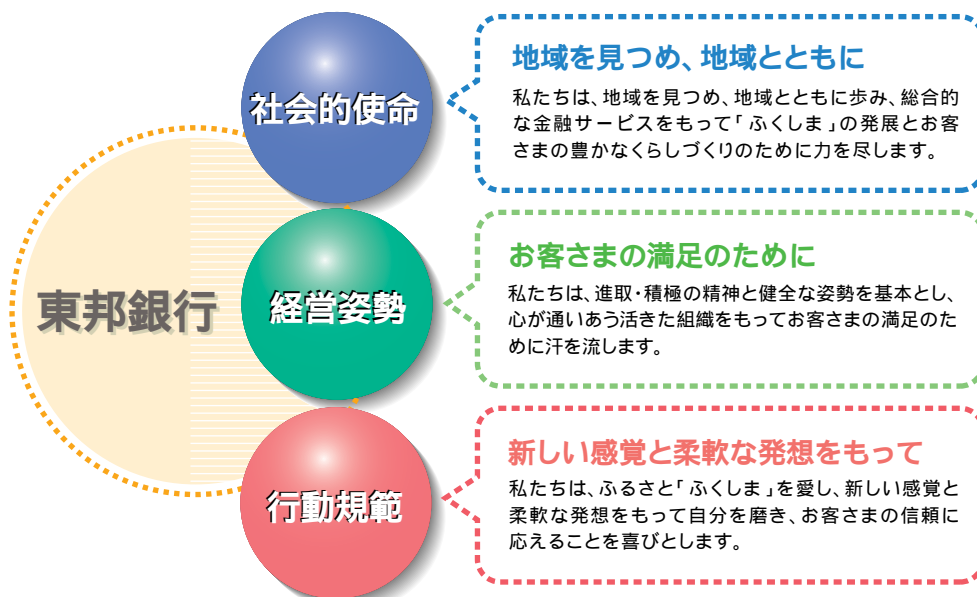 東邦銀行
社会的使命
地域を見つめ、地域とともに
私たちは、地域を見つめ、地域とともに歩み、総合的
な金融サービスをもって「ふくしま」の発展とお客
さまの豊かなくらしづくりのために力を尽します。
経営姿勢
お客さまの満足のために
私たちは、進取・積極の精神と健全な姿勢を基本とし、
心が通いあう活きた組織をもってお客さまの満足のた
めに汗を流します。
行動規範
新しい感覚と柔軟な発想をもって
私たちは、ふるさと「ふくしま」を愛し、新しい感覚と
柔軟な発想をもって自分を磨き、お客さまの信頼に
応えることを喜びとします。